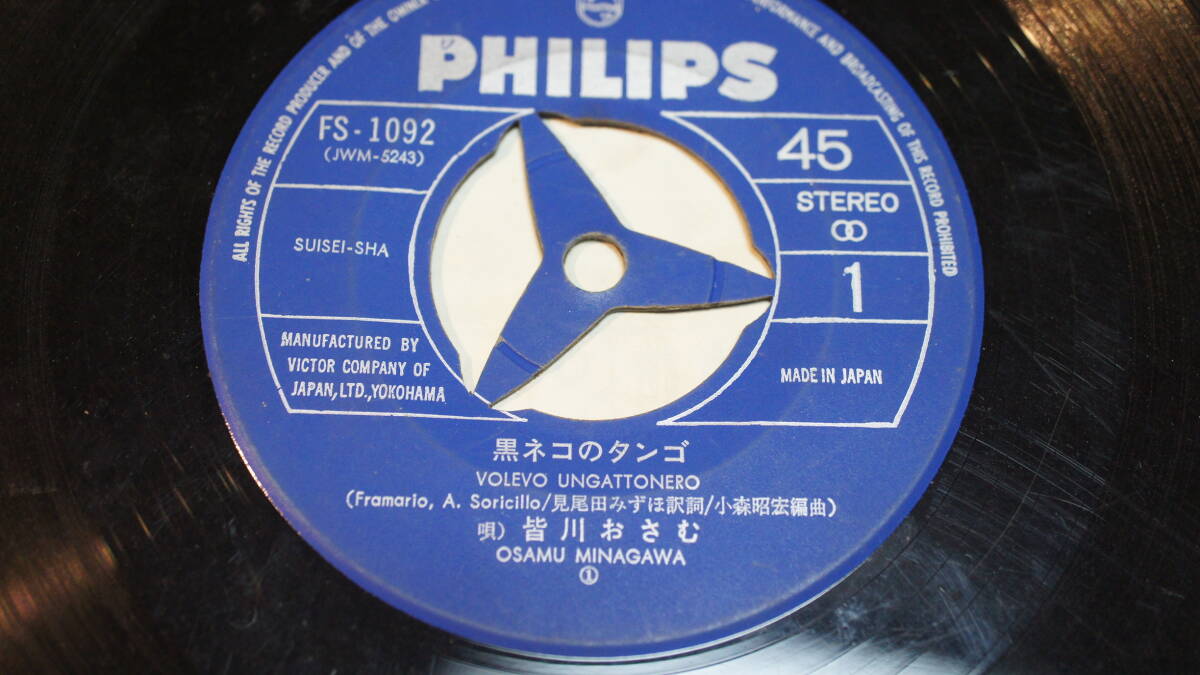 PHILIPS
ALL RIGHTS OF THE RECORD PRODUCER AND OF THE OWNER
PERFORMANCE AND BROADCASTING OF THIS RECORD PROHIBITED
FS-1092
(JWM-5243)
SUISEI-SHA
MANUFACTURED BY
VICTOR COMPANY OF
JAPAN,LTD.,YOKOHAMA
45
STEREO
1
MADE IN JAPAN
黒ネコのタンゴ
VOLEVO UNGATTONERO
(Framario, A. Soricillo/見尾田みずほ訳詞/小森昭宏編曲)
唄) 皆川おさむ
OSAMU MINAGAWA
①